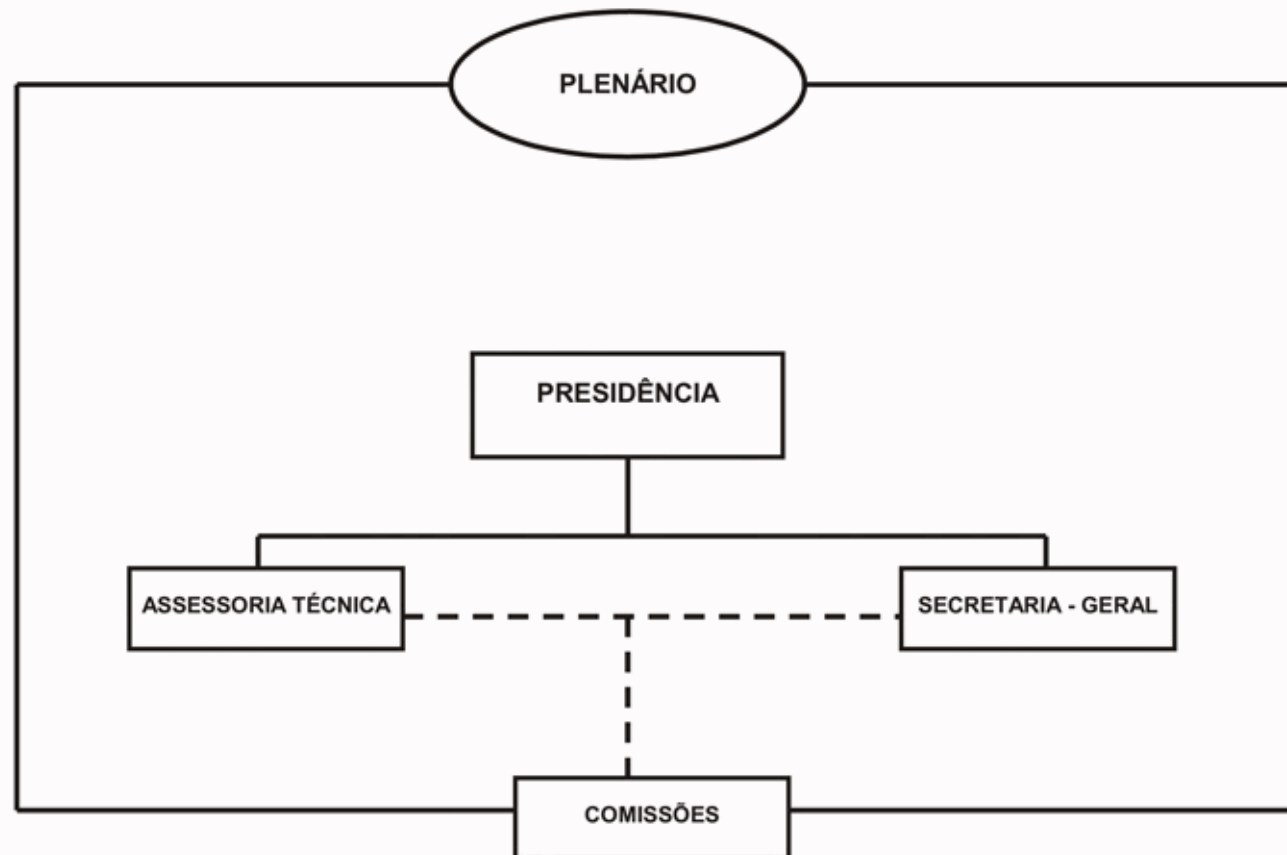 PLENÁRIO
PRESIDÊNCIA
ASSESSORIA TÉCNICA
SECRETARIA - GERAL
COMISSÕES